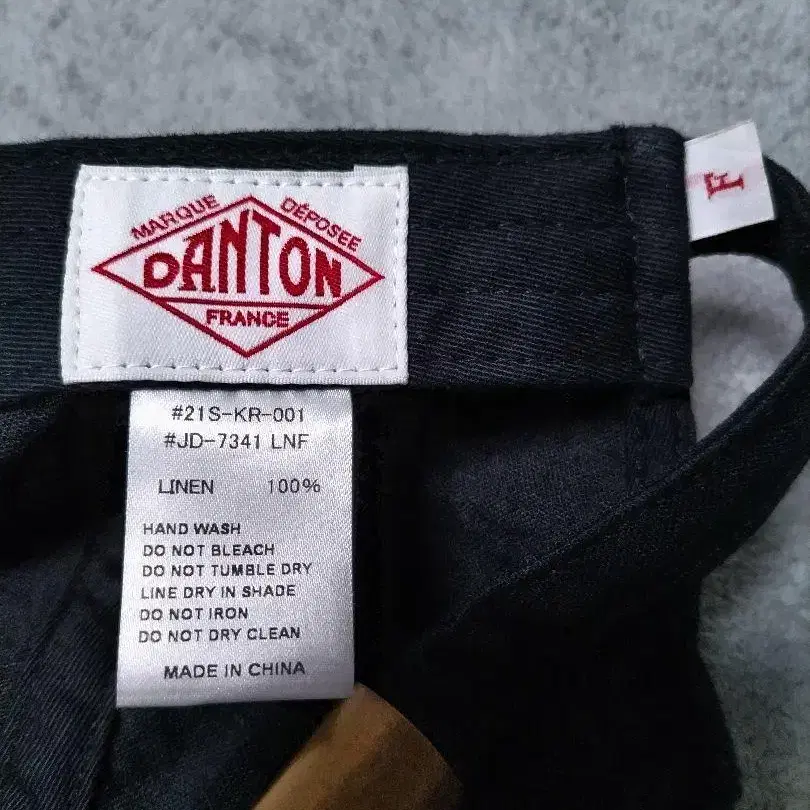 MARQUE DÉPOSÉE
DANTON
FRANCE
F
#21S-KR-001
#JD-7341 LNF
LINEN 100%
HAND WASH
DO NOT BLEACH
DO NOT TUMBLE DRY
LINE DRY IN SHADE
DO NOT IRON
DO NOT DRY CLEAN
MADE IN CHINA